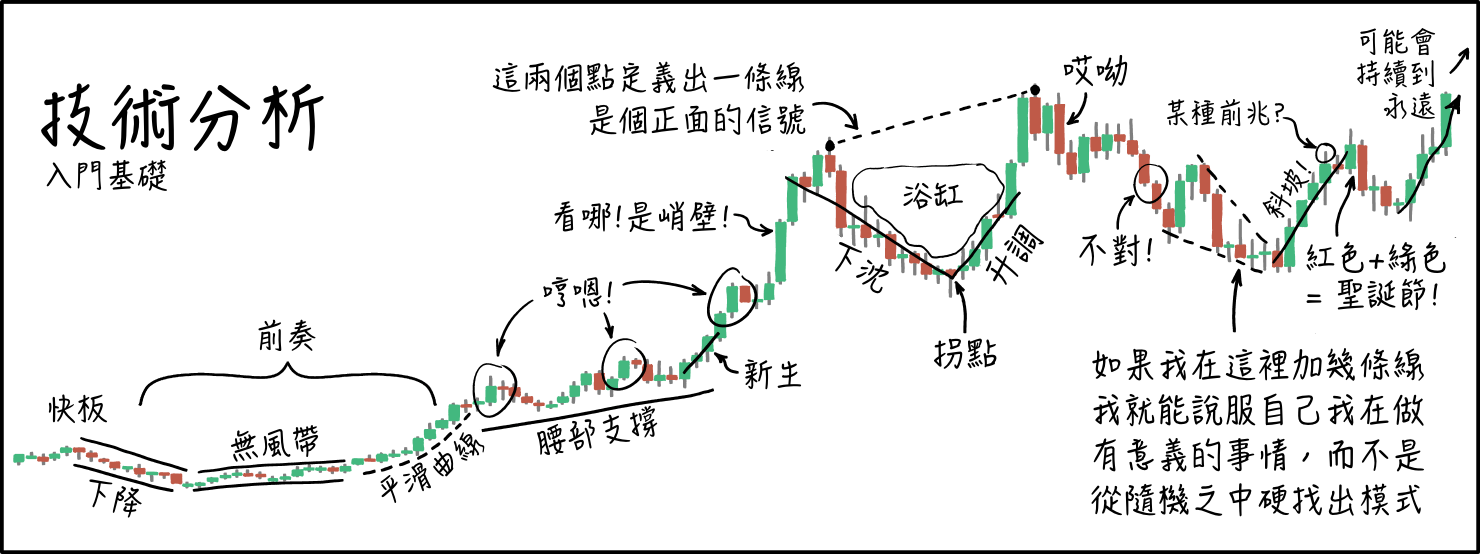 技術分析
入門基礎
快板
下降
前奏
無風帶
平滑曲線
哼嗯!
腰部支撐
新生
看哪!是峭壁!
這兩個點定義出一條線
是個正面的信號
下沈
浴缸
升調
拐點
哎呦
不對!
某種前兆?
斜坡!
可能會
持續到
永遠
紅色+綠色
= 聖誕節!
如果我在這裡加幾條線
我就能說服自己我在做
有意義的事情，而不是
從隨機之中硬找出模式